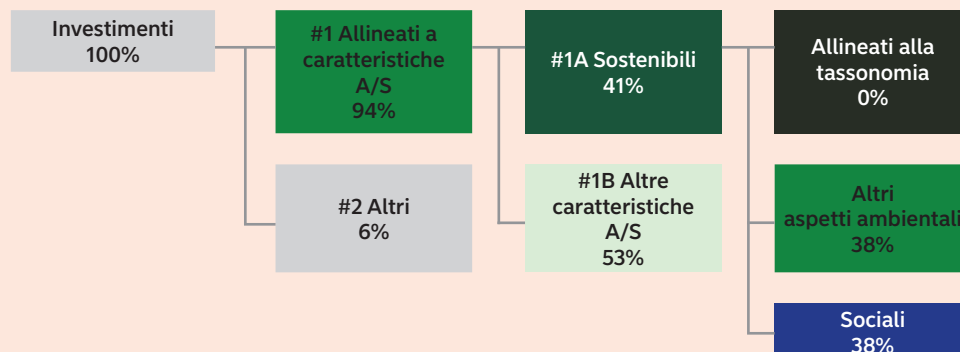 Investimenti
100%
#1 Allineati a
caratteristiche
A/S
94%
#2 Altri
6%
#1A Sostenibili
41%
#1B Altre
caratteristiche
A/S
53%
Allineati alla
tassonomia
0%
Altri
aspetti ambientali
38%
Sociali
38%